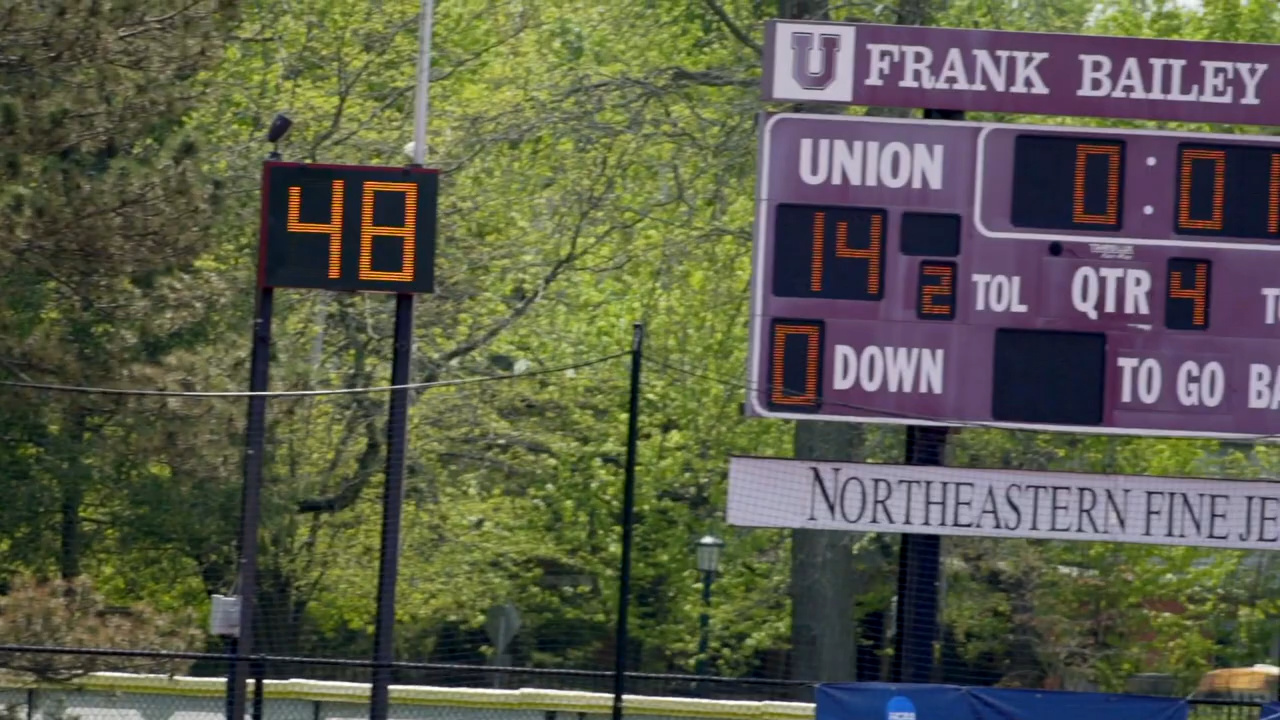 U FRANK BAILEY
48
UNION 0:0
14 2 TOL QTR 4
0 DOWN TO GO
NORTHEASTERN FINE JE